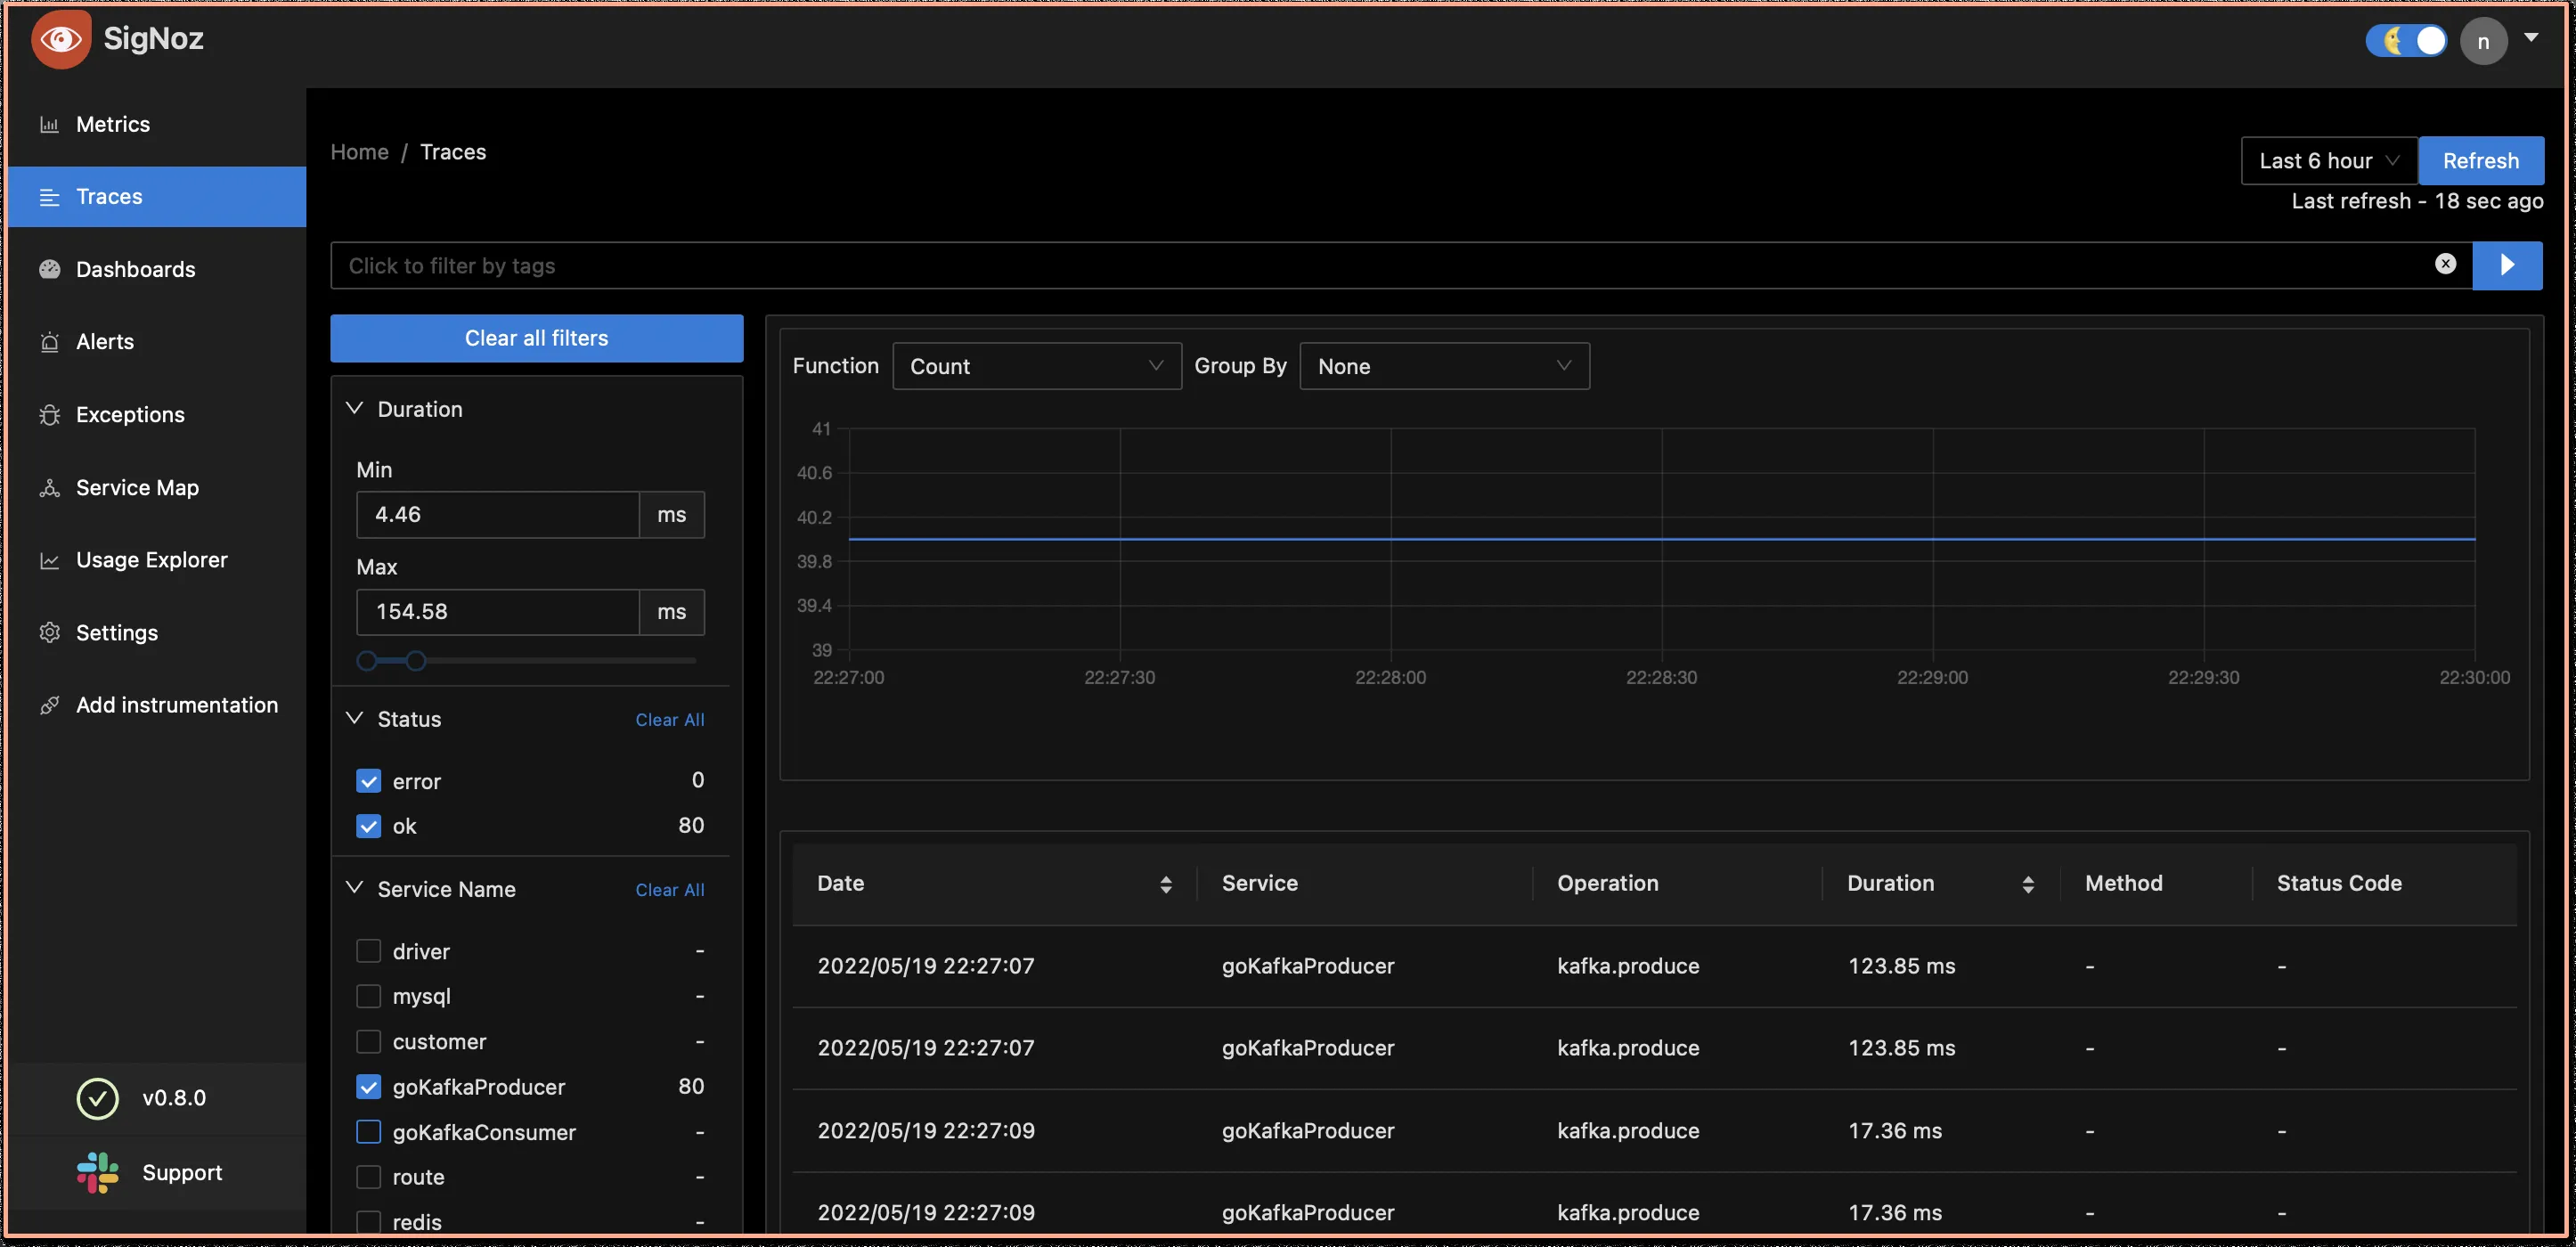 SigNoz
n
Metrics
Traces
Dashboards
Alerts
Exceptions
Service Map
Usage Explorer
Settings
Add instrumentation
v0.8.0
Support
Home / Traces
Last 6 hour
Refresh
Last refresh - 18 sec ago
Click to filter by tags
Clear all filters
Duration
Min
4.46 ms
Max
154.58 ms
Status Clear All
error 0
ok 80
Service Name Clear All
driver -
mysql -
customer -
goKafkaProducer 80
goKafkaConsumer -
route -
redis -
Function Count Group By None
41
40.6
40.2
39.8
39.4
39
22:27:00 22:27:30 22:28:00 22:28:30 22:29:00 22:29:30 22:30:00
Date Service Operation Duration Method Status Code
2022/05/19 22:27:07 goKafkaProducer kafka.produce 123.85 ms - -
2022/05/19 22:27:07 goKafkaProducer kafka.produce 123.85 ms - -
2022/05/19 22:27:09 goKafkaProducer kafka.produce 17.36 ms - -
2022/05/19 22:27:09 goKafkaProducer kafka.produce 17.36 ms - -